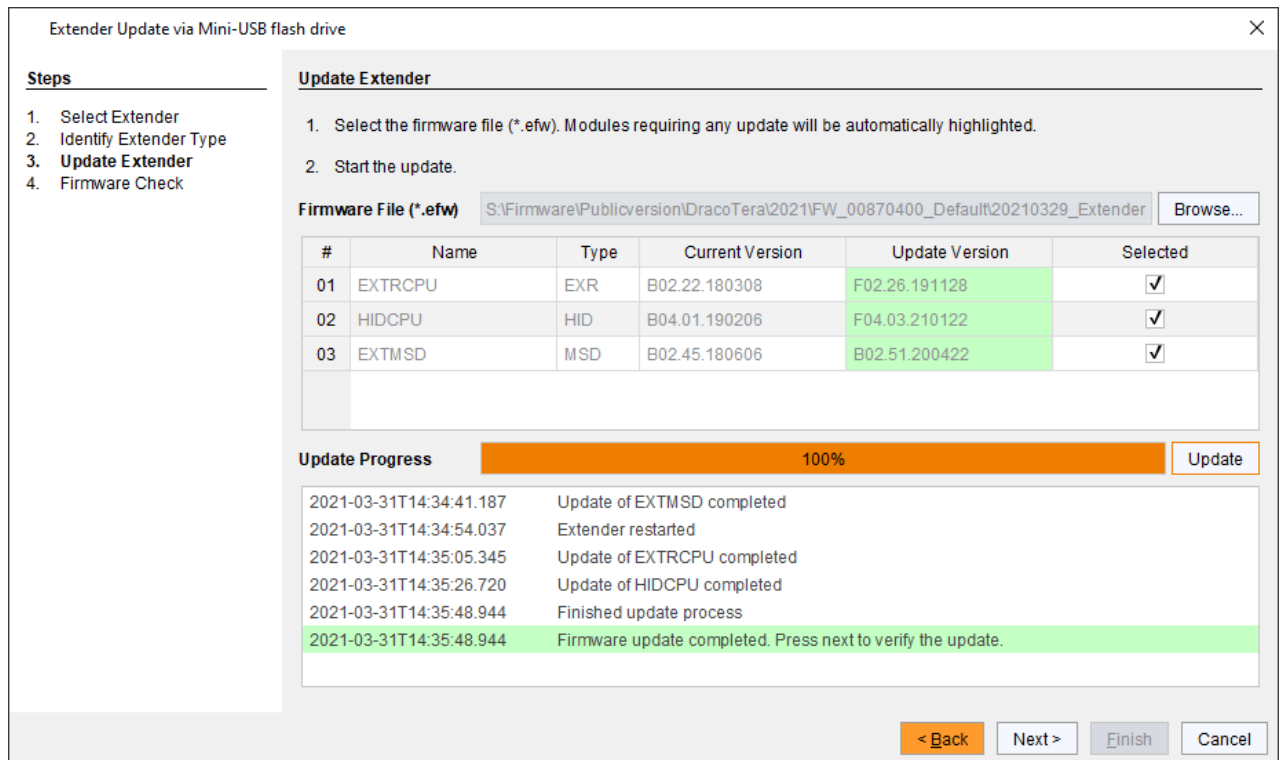 Extender Update via Mini-USB flash drive
Steps
1. Select Extender
2. Identify Extender Type
3. Update Extender
4. Firmware Check
Update Extender
1. Select the firmware file (*.efw). Modules requiring any update will be automatically highlighted.
2. Start the update.
Firmware File (*.efw) S:\Firmware\Publicversion\DracoTera\2021\FW_00870400_Default\20210329_Extender Browse...
# Name Type Current Version Update Version Selected
01 EXTRCPU EXR B02.22.180308 F02.26.191128
02 HIDCPU HID B04.01.190206 F04.03.210122
03 EXTMSD MSD B02.45.180606 B02.51.200422
Update Progress 100% Update
2021-03-31T14:34:41.187 Update of EXTMSD completed
2021-03-31T14:34:54.037 Extender restarted
2021-03-31T14:35:05.345 Update of EXTRCPU completed
2021-03-31T14:35:26.720 Update of HIDCPU completed
2021-03-31T14:35:48.944 Finished update process
2021-03-31T14:35:48.944 Firmware update completed. Press next to verify the update.
< Back Next > Finish Cancel